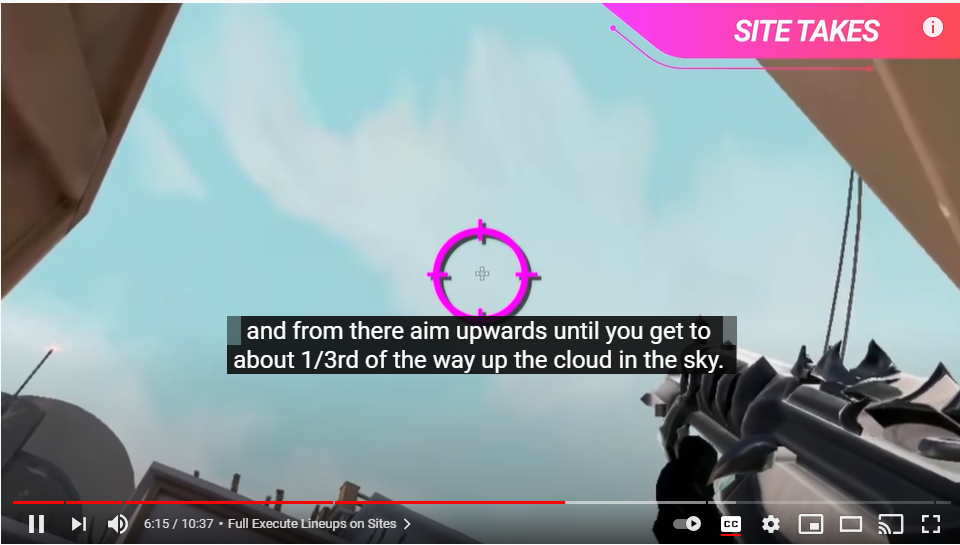 SITE TAKES
and from there aim upwards until you get to
about 1/3rd of the way up the cloud in the sky.
6:15 / 10:37 • Full Execute Lineups on Sites
CC